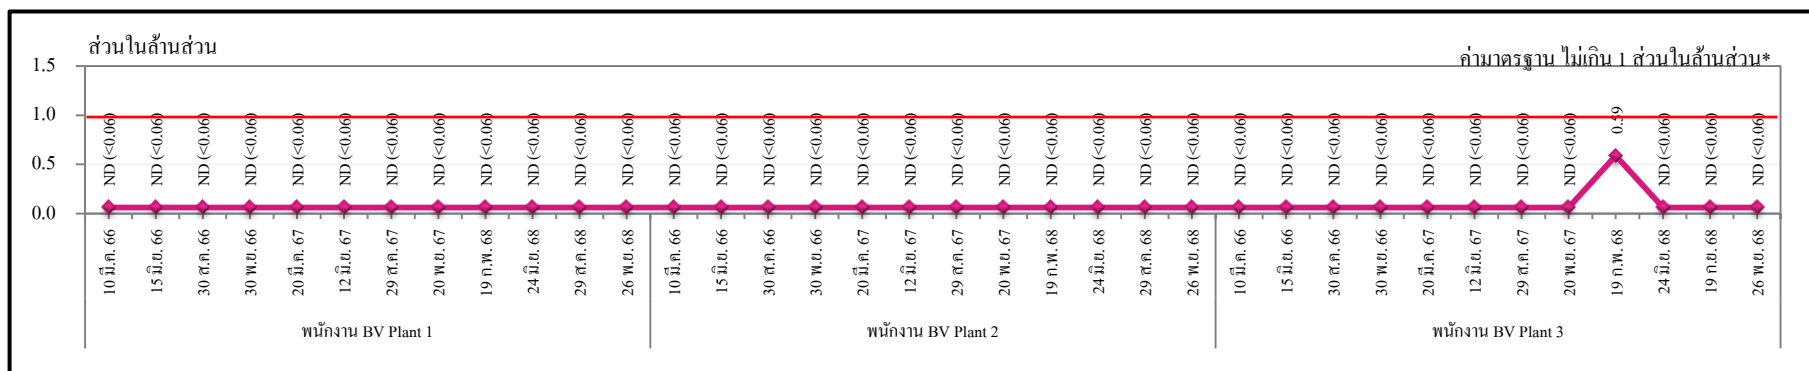 ส่วนในล้านส่วน
ค่ามาตรฐาน ไม่เกิน 1 ส่วนในล้านส่วน*
1.5
1.0
0.5
0.0
ND (<0.06) ND (<0.06) ND (<0.06) ND (<0.06) ND (<0.06) ND (<0.06) ND (<0.06) ND (<0.06) ND (<0.06) ND (<0.06) ND (<0.06) ND (<0.06) ND (<0.06) ND (<0.06) ND (<0.06) ND (<0.06) ND (<0.06) ND (<0.06) ND (<0.06) ND (<0.06) ND (<0.06) ND (<0.06) ND (<0.06) ND (<0.06) ND (<0.06) ND (<0.06) ND (<0.06) ND (<0.06) ND (<0.06) ND (<0.06) ND (<0.06) ND (<0.06) 0.59 ND (<0.06) ND (<0.06) ND (<0.06)
10 มี.ค. 66 15 มิ.ย. 66 30 ส.ค. 66 30 พ.ย. 66 20 มี.ค. 67 12 มิ.ย. 67 29 ส.ค. 67 20 พ.ย. 67 19 ก.พ. 68 24 มิ.ย. 68 29 ส.ค. 68 26 พ.ย. 68 10 มี.ค. 66 15 มิ.ย. 66 30 ส.ค. 66 30 พ.ย. 66 20 มี.ค. 67 12 มิ.ย. 67 29 ส.ค. 67 20 พ.ย. 67 19 ก.พ. 68 24 มิ.ย. 68 29 ส.ค. 68 26 พ.ย. 68 10 มี.ค. 66 15 มิ.ย. 66 30 ส.ค. 66 30 พ.ย. 66 20 มี.ค. 67 12 มิ.ย. 67 29 ส.ค. 67 20 พ.ย. 67 19 ก.พ. 68 24 มิ.ย. 68 19 ก.ย. 68 26 พ.ย. 68
พนักงาน BV Plant 1 พนักงาน BV Plant 2 พนักงาน BV Plant 3